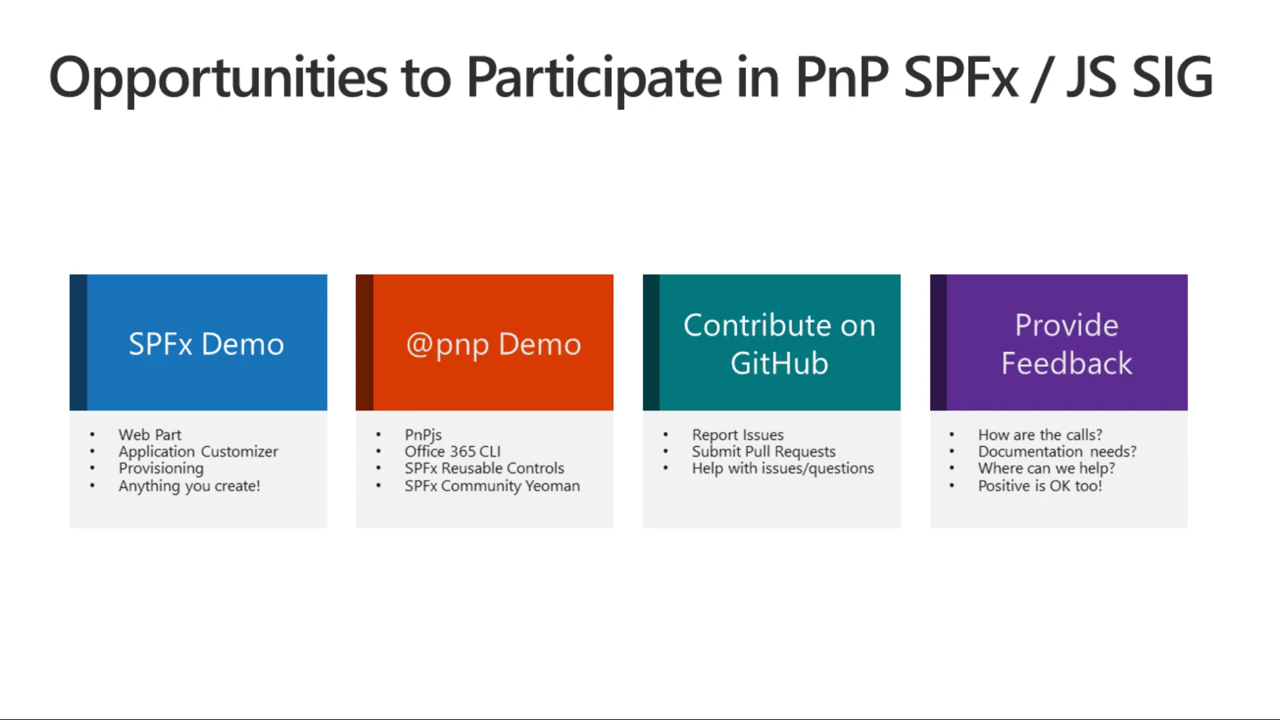 Opportunities to Participate in PnP SPFx / JS SIG
SPFx Demo
• Web Part
• Application Customizer
• Provisioning
• Anything you create!
@pnp Demo
• PnPjs
• Office 365 CLI
• SPFx Reusable Controls
• SPFx Community Yeoman
Contribute on
GitHub
• Report Issues
• Submit Pull Requests
• Help with issues/questions
Provide
Feedback
• How are the calls?
• Documentation needs?
• Where can we help?
• Positive is OK too!